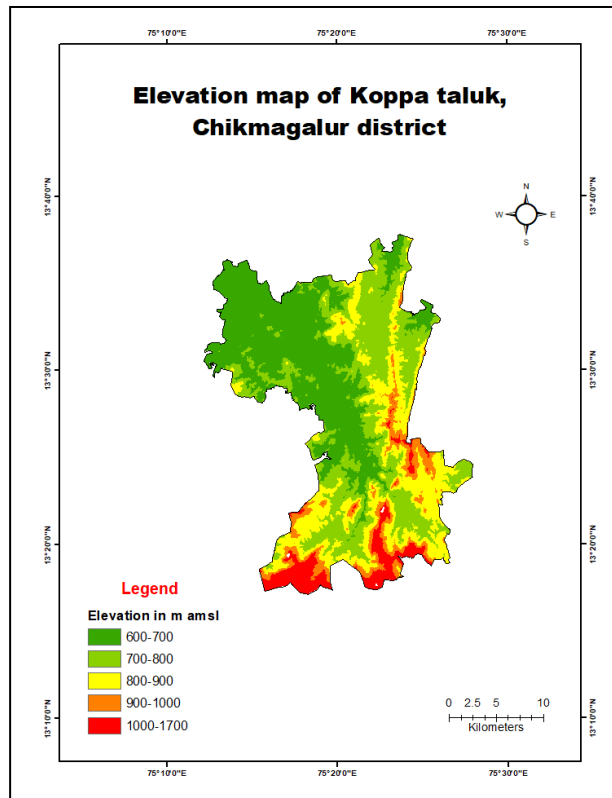 75°10'0"E 75°20'0"E 75°30'0"E
Elevation map of Koppa taluk,
Chikmagalur district
N
W E
S
13°40'0"N 13°40'0"N
13°30'0"N 13°30'0"N
13°20'0"N 13°20'0"N
Legend
Elevation in m amsl
600-700
700-800
800-900
900-1000
1000-1700
0 2.5 5 10
Kilometers
13°10'0"N 13°10'0"N
75°10'0"E 75°20'0"E 75°30'0"E